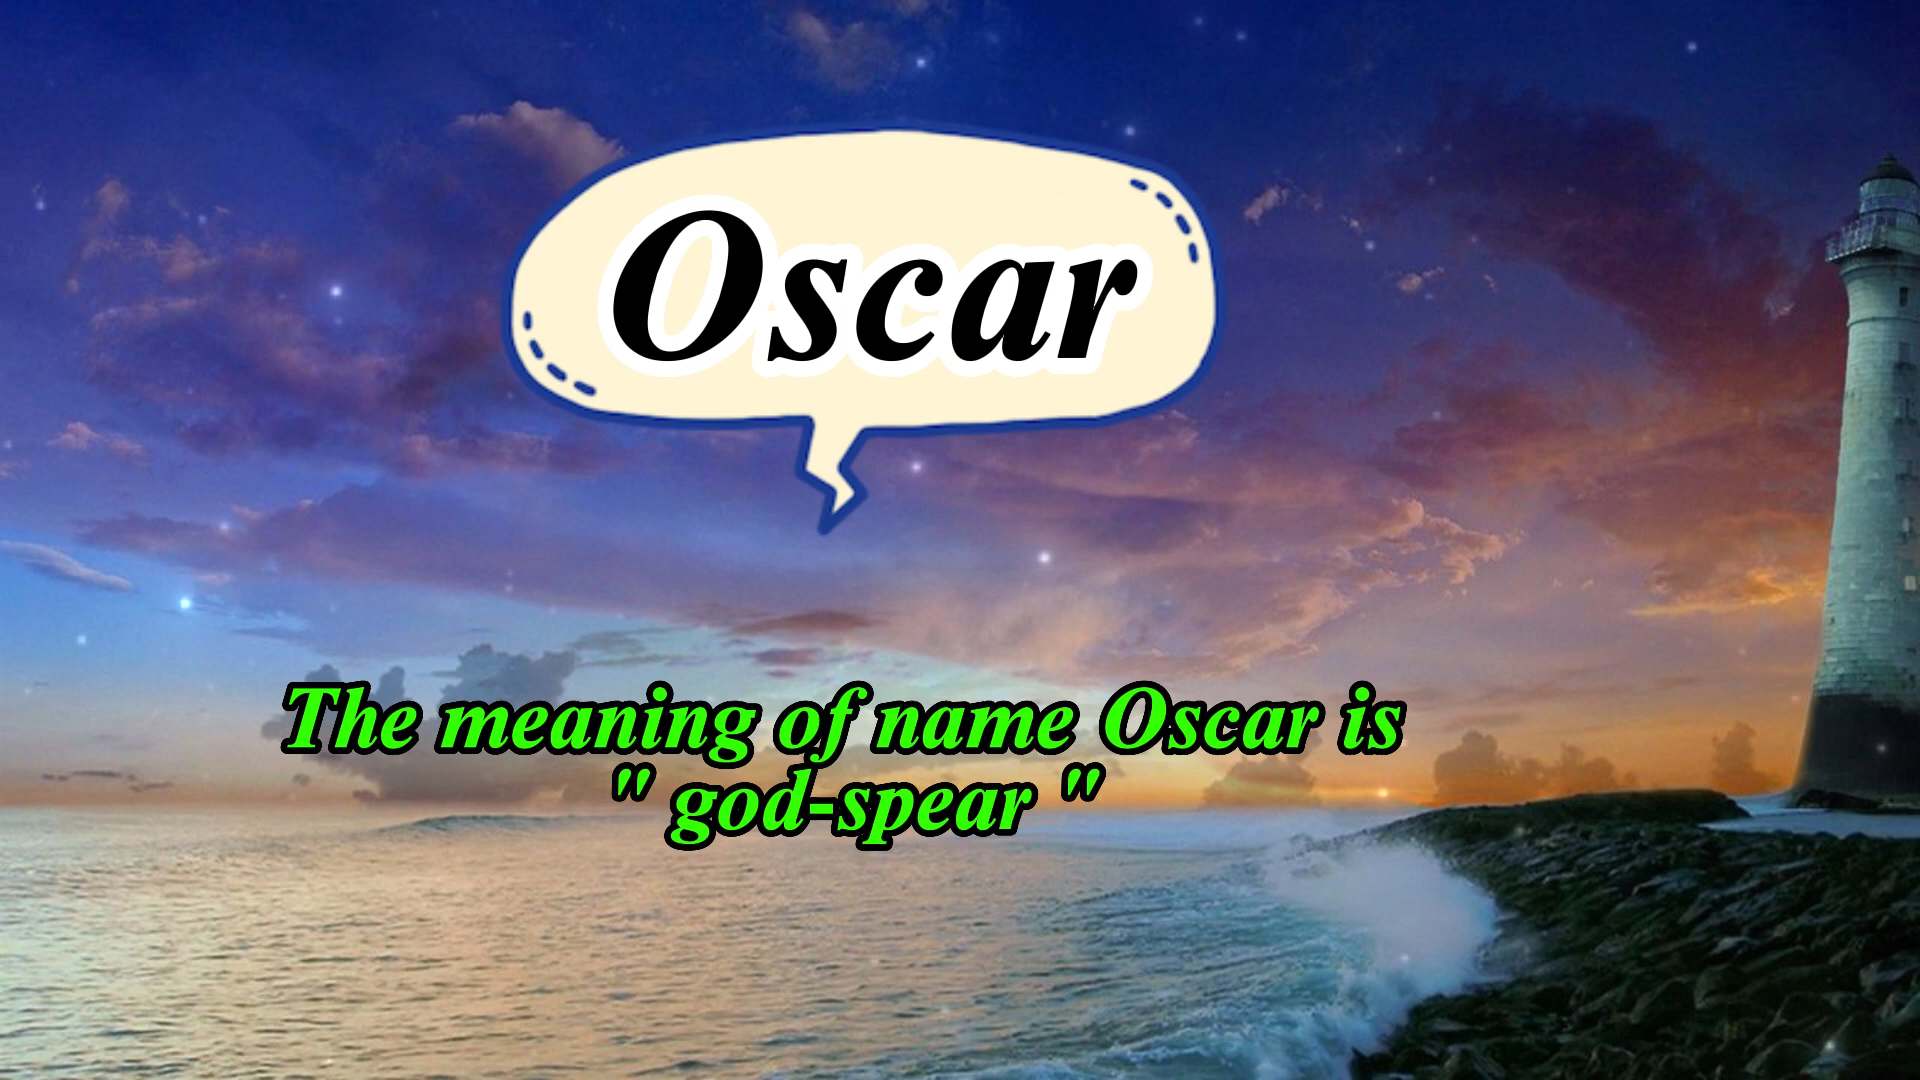 Oscar
The meaning of name Oscar is
" god-spear "